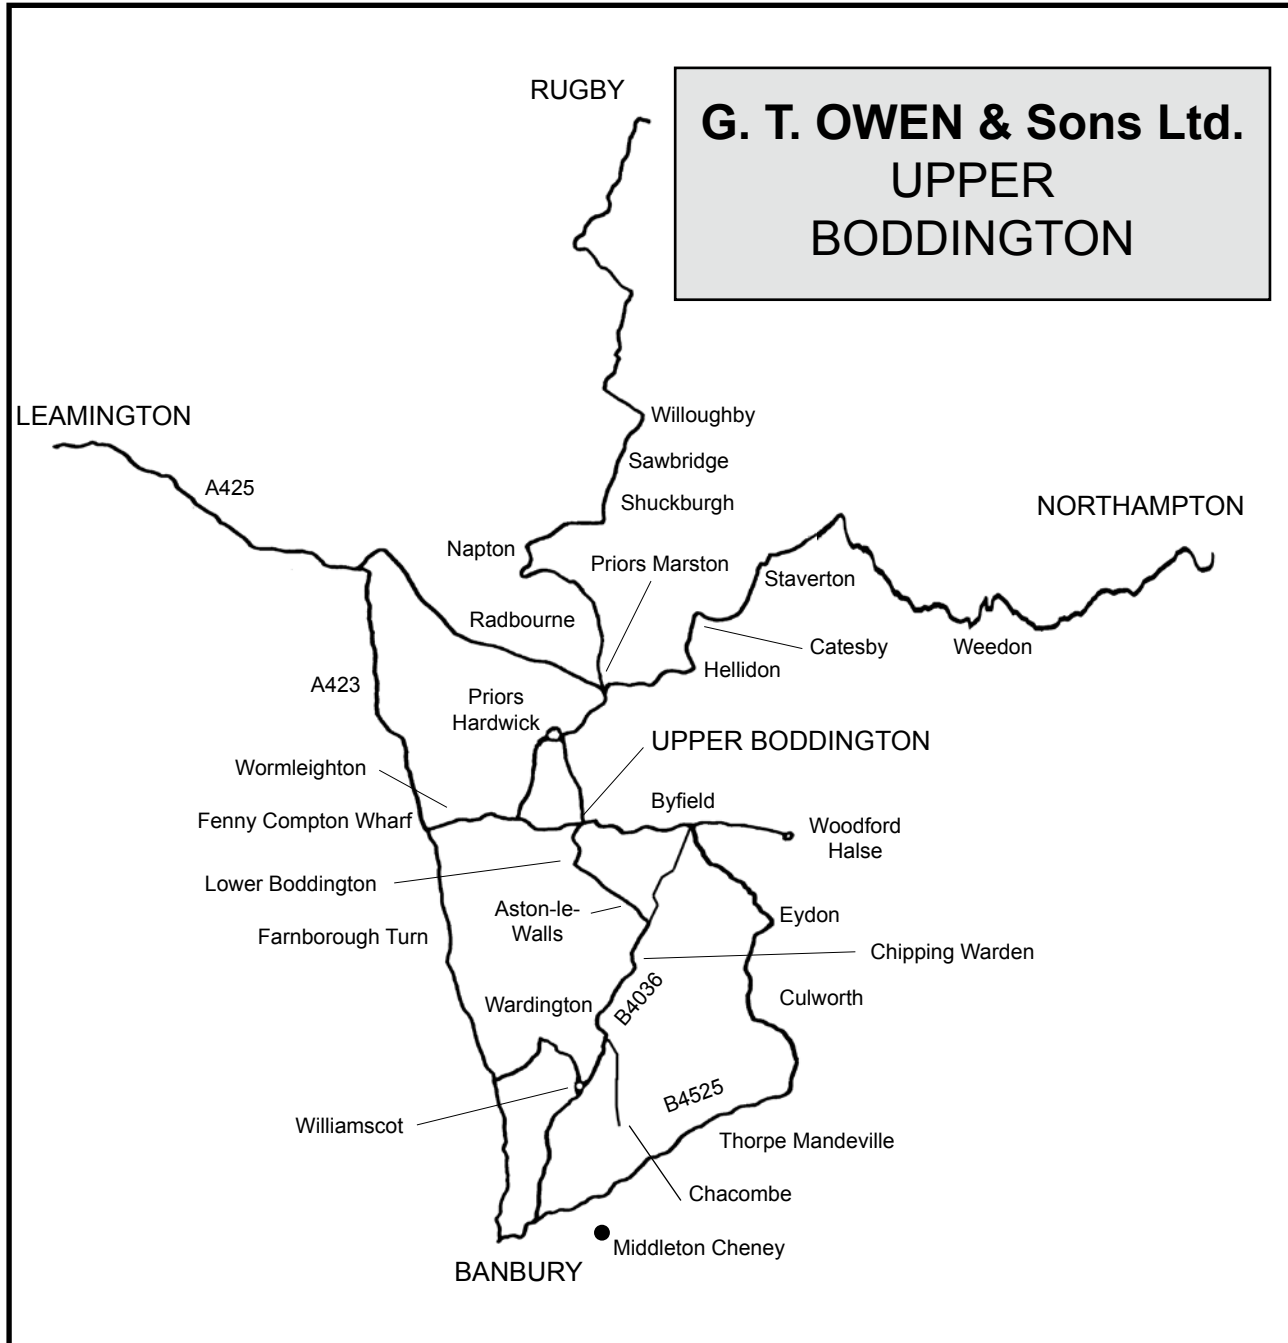 G. T. OWEN & Sons Ltd.
UPPER
BODDINGTON
RUGBY
LEAMINGTON
A425
Willoughby
Sawbridge
Shuckburgh
NORTHAMPTON
Napton
Priors Marston
Staverton
Radbourne
Catesby
Weedon
Hellidon
A423
Priors
Hardwick
UPPER BODDINGTON
Wormleighton
Byfield
Fenny Compton Wharf
Woodford
Halse
Lower Boddington
Aston-le-
Walls
Eydon
Farnborough Turn
Chipping Warden
Wardington
B4036
Culworth
B4525
Williamscot
Thorpe Mandeville
Chacombe
Middleton Cheney
BANBURY